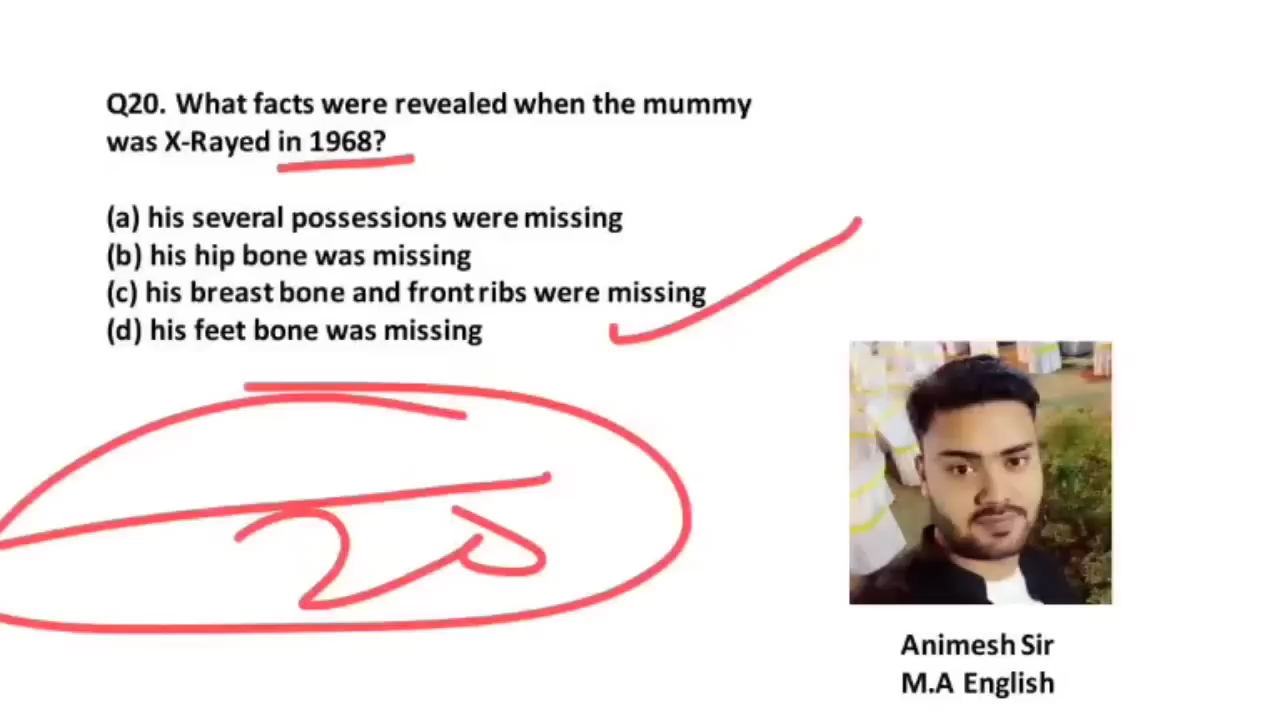 Q20. What facts were revealed when the mummy
was X-Rayed in 1968?
(a) his several possessions were missing
(b) his hip bone was missing
(c) his breast bone and front ribs were missing
(d) his feet bone was missing
20
Animesh Sir
M.A English